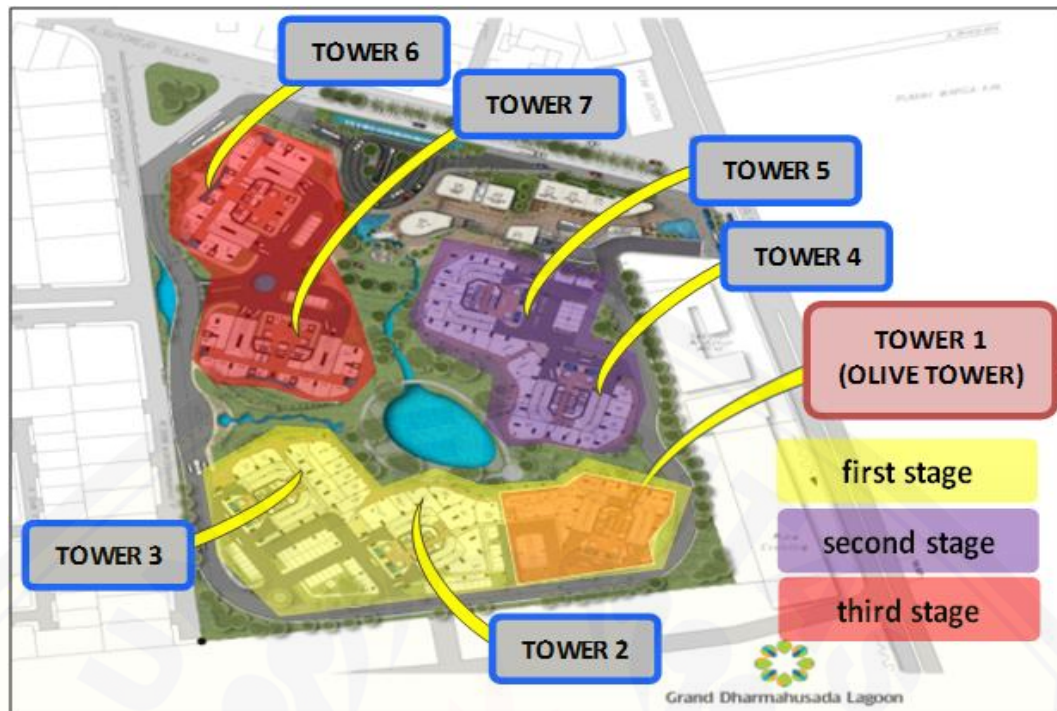 TOWER 6
TOWER 7
TOWER 5
TOWER 4
TOWER 1
(OLIVE TOWER)
TOWER 3
TOWER 2
first stage
second stage
third stage
Grand Dharmahusada Lagoon